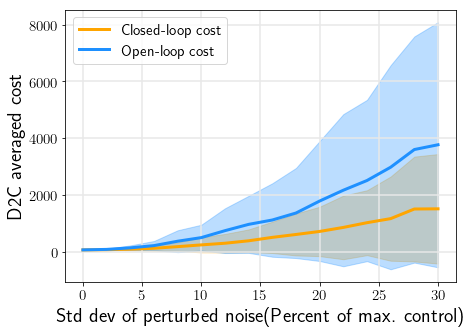 Closed-loop cost
Open-loop cost
D2C averaged cost
8000
6000
4000
2000
0
0 5 10 15 20 25 30
Std dev of perturbed noise(Percent of max. control)